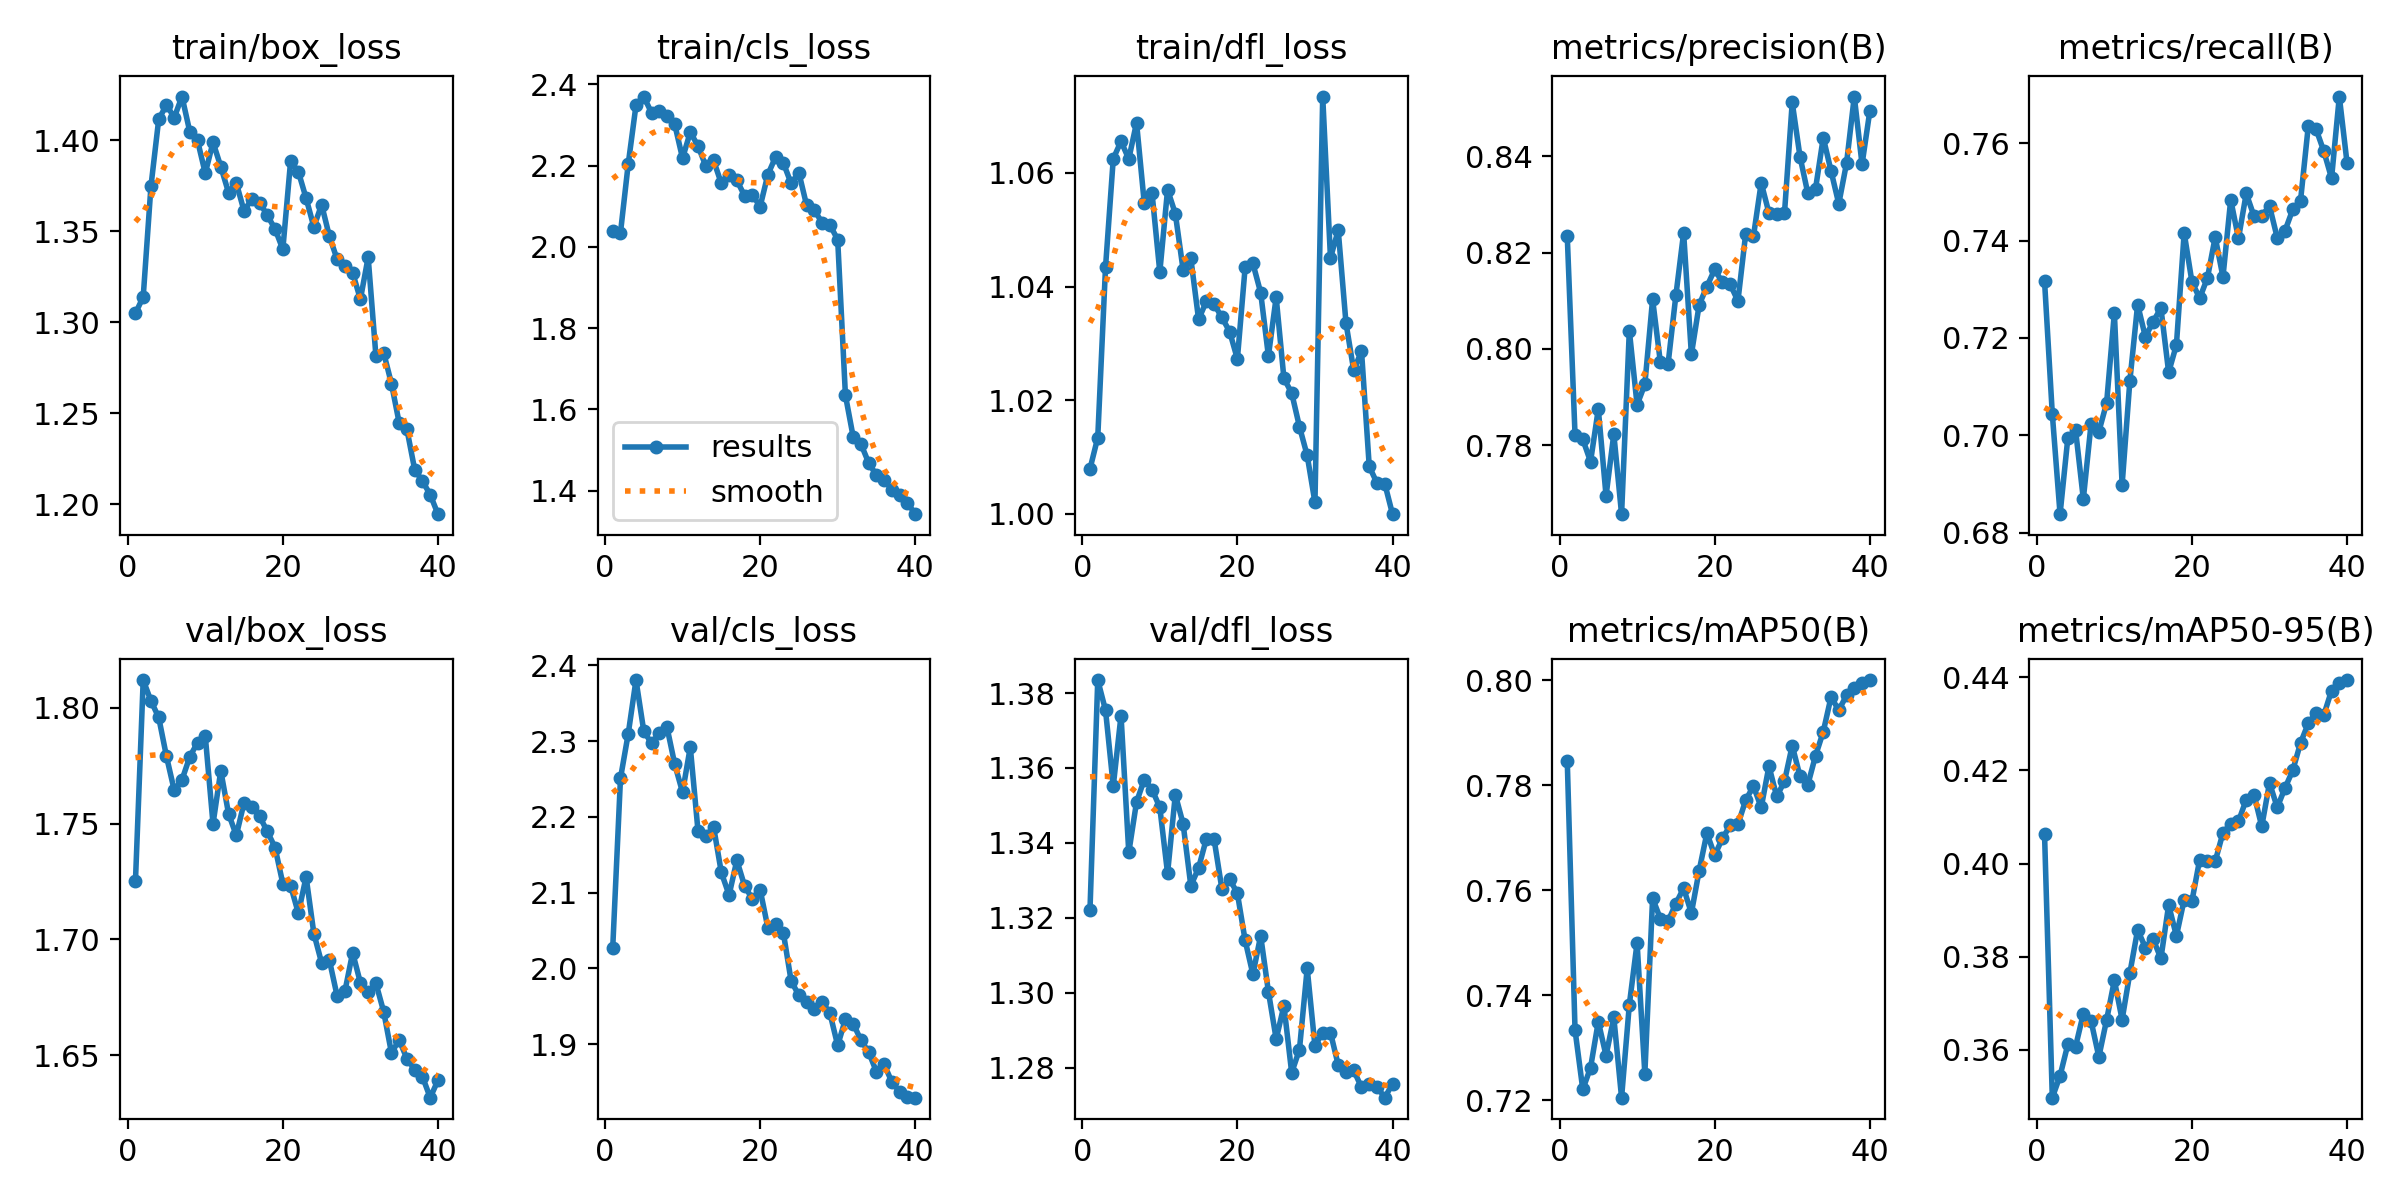 train/box_loss
train/cls_loss
train/dfl_loss
metrics/precision(B)
metrics/recall(B)
1.40
1.35
1.30
1.25
1.20
0 20 40
2.4
2.2
2.0
1.8
1.6
1.4
results
smooth
0 20 40
1.06
1.04
1.02
1.00
0 20 40
0.84
0.82
0.80
0.78
0 20 40
0.76
0.74
0.72
0.70
0.68
0 20 40
val/box_loss
val/cls_loss
val/dfl_loss
metrics/mAP50(B)
metrics/mAP50-95(B)
1.80
1.75
1.70
1.65
0 20 40
2.4
2.3
2.2
2.1
2.0
1.9
0 20 40
1.38
1.36
1.34
1.32
1.30
1.28
0 20 40
0.80
0.78
0.76
0.74
0.72
0 20 40
0.44
0.42
0.40
0.38
0.36
0 20 40